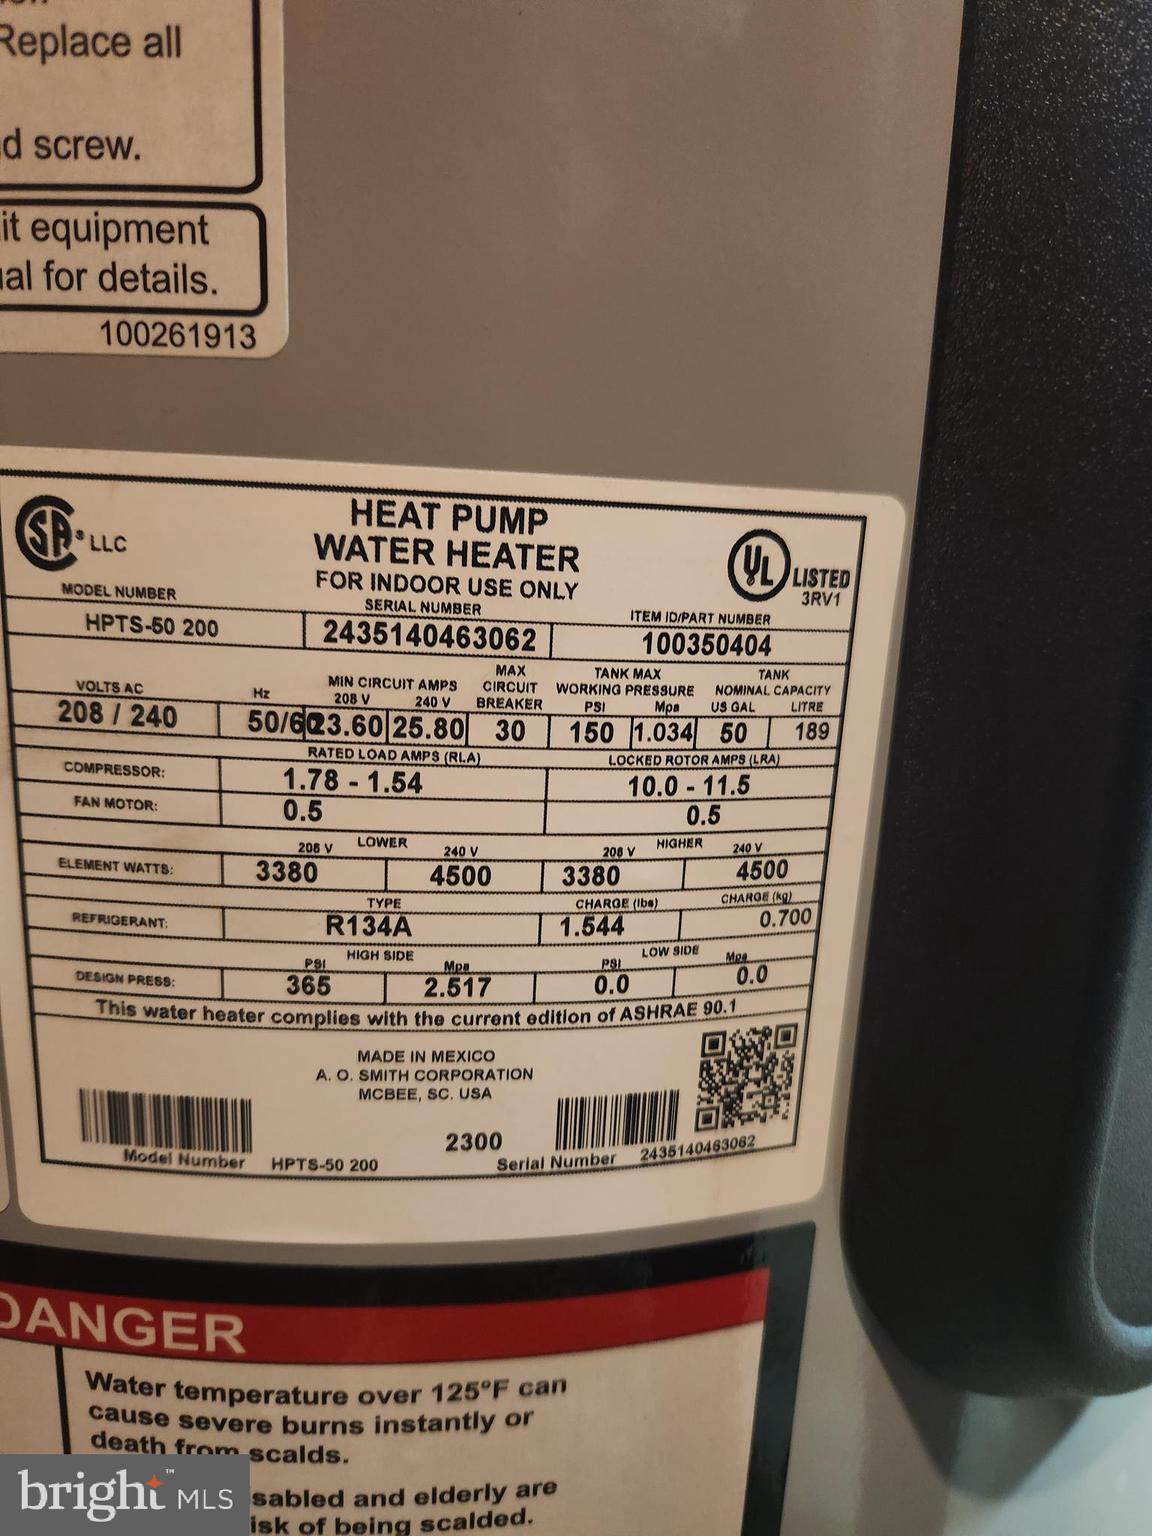 Replace all
d screw.
it equipment
ual for details.
100261913
SA® LLC
HEAT PUMP
WATER HEATER
FOR INDOOR USE ONLY
UL LISTED
3RV1
MODEL NUMBER SERIAL NUMBER ITEM ID/PART NUMBER
HPTS-50 200 2435140463062 100350404
VOLTS AC Hz MIN CIRCUIT AMPS MAX CIRCUIT BREAKER TANK MAX WORKING PRESSURE TANK NOMINAL CAPACITY
208 V 240 V PSI Mpa US GAL LITRE
208 / 240 50/60 23.60 25.80 30 150 1.034 50 189
RATED LOAD AMPS (RLA) LOCKED ROTOR AMPS (LRA)
COMPRESSOR: 1.78 - 1.54 10.0 - 11.5
FAN MOTOR: 0.5 0.5
LOWER HIGHER
208 V 240 V 208 V 240 V
ELEMENT WATTS: 3380 4500 3380 4500
TYPE CHARGE (lbs) CHARGE (kg)
REFRIGERANT: R134A 1.544 0.700
HIGH SIDE LOW SIDE
PSI Mpa PSI Mpa
DESIGN PRESS: 365 2.517 0.0 0.0
This water heater complies with the current edition of ASHRAE 90.1
MADE IN MEXICO
A. O. SMITH CORPORATION
MCBEE, SC. USA
2300
Model Number HPTS-50 200 Serial Number 2435140463062
DANGER
Water temperature over 125°F can
cause severe burns instantly or
death from scalds.
sabled and elderly are
isk of being scalded.
bright™ MLS